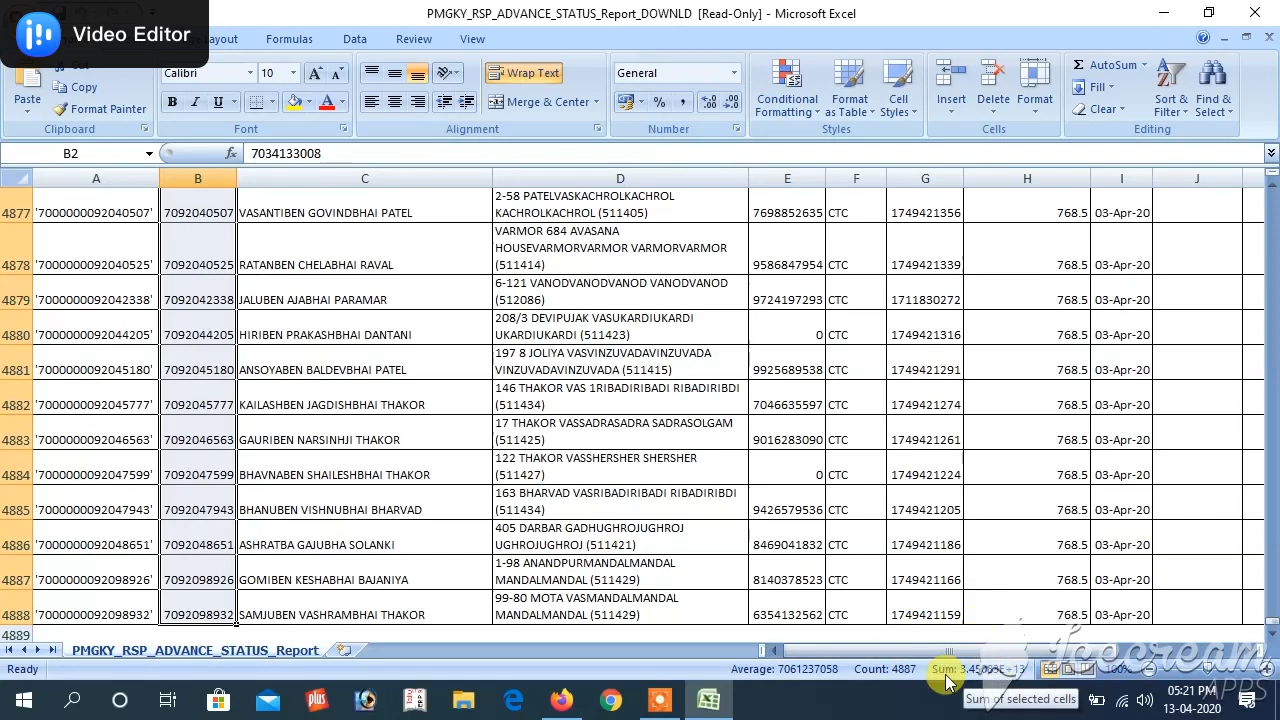 PMGKY_RSP_ADVANCE_STATUS_Report_DOWNLD [Read-Only] - Microsoft Excel
Video Editor
Layout Formulas Data Review View
Paste Cut Copy Format Painter Clipboard
Calibri 10 A A B I U A Font
Wrap Text Merge & Center Alignment
General % , Number
Conditional Formatting Format as Table Cell Styles Styles
Insert Delete Format Cells
Σ AutoSum Fill Clear Sort & Filter Find & Select Editing
B2 fx 7034133008
A B C D E F G H I J
2-58 PATELVASKACHROLKACHROL
4877 '7000000092040507' 7092040507 VASANTIBEN GOVINDBHAI PATEL KACHROLKACHROL (511405) 7698852635 CTC 1749421356 768.5 03-Apr-20
VARMOR 684 AVASANA
HOUSEVARMORVARMOR VARMORVARMOR
4878 '7000000092040525' 7092040525 RATANBEN CHELABHAI RAVAL (511414) 9586847954 CTC 1749421339 768.5 03-Apr-20
6-121 VANODVANODVANOD VANODVANOD
4879 '7000000092042338' 7092042338 JALUBEN AJABHAI PARAMAR (512086) 9724197293 CTC 1711830272 768.5 03-Apr-20
208/3 DEVIPUJAK VASUKARDIUKARDI
4880 '7000000092044205' 7092044205 HIRIBEN PRAKASHBHAI DANTANI UKARDIUKARDI (511423) 0 CTC 1749421316 768.5 03-Apr-20
197 8 JOLIYA VASVINZUVADAVINZUVADA
4881 '7000000092045180' 7092045180 ANSOYABEN BALDEVBHAI PATEL VINZUVADAVINZUVADA (511415) 9925689538 CTC 1749421291 768.5 03-Apr-20
146 THAKOR VAS 1RIBADIRIBADI RIBADIRIBDI
4882 '7000000092045777' 7092045777 KAILASHBEN JAGDISHBHAI THAKOR (511434) 7046635597 CTC 1749421274 768.5 03-Apr-20
17 THAKOR VASSADRASADRA SADRASOLGAM
4883 '7000000092046563' 7092046563 GAURIBEN NARSINHJI THAKOR (511425) 9016283090 CTC 1749421261 768.5 03-Apr-20
122 THAKOR VASSHERSHER SHERSHER
4884 '7000000092047599' 7092047599 BHAVNABEN SHAILESHBHAI THAKOR (511427) 0 CTC 1749421224 768.5 03-Apr-20
163 BHARVAD VASRIBADIRIBADI RIBADIRIBDI
4885 '7000000092047943' 7092047943 BHANUBEN VISHNUBHAI BHARVAD (511434) 9426579536 CTC 1749421205 768.5 03-Apr-20
405 DARBAR GADHUGHROJUGHROJ
4886 '7000000092048651' 7092048651 ASHRATBA GAJUBHA SOLANKI UGHROJUGHROJ (511421) 8469041832 CTC 1749421186 768.5 03-Apr-20
1-98 ANANDPURMANDALMANDAL
4887 '7000000092098926' 7092098926 GOMIBEN KESHABHAI BAJANIYA MANDALMANDAL (511429) 8140378523 CTC 1749421166 768.5 03-Apr-20
99-80 MOTA VASMANDALMANDAL
4888 '7000000092098932' 7092098932 SAMJUBEN VASHRAMBHAI THAKOR MANDALMANDAL (511429) 6354132562 CTC 1749421159 768.5 03-Apr-20
4889
PMGKY_RSP_ADVANCE_STATUS_Report
Ready Average: 7061237058 Count: 4887 Sum: 3.45083E+13 100%
Sum of selected cells
Icecream APPS
plus
05:21 PM
13-04-2020